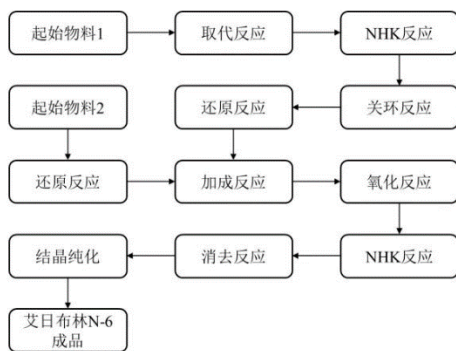 起始物料1
取代反应
NHK反应
起始物料2
还原反应
关环反应
还原反应
加成反应
氧化反应
结晶纯化
消去反应
NHK反应
艾日布林N-6
成品